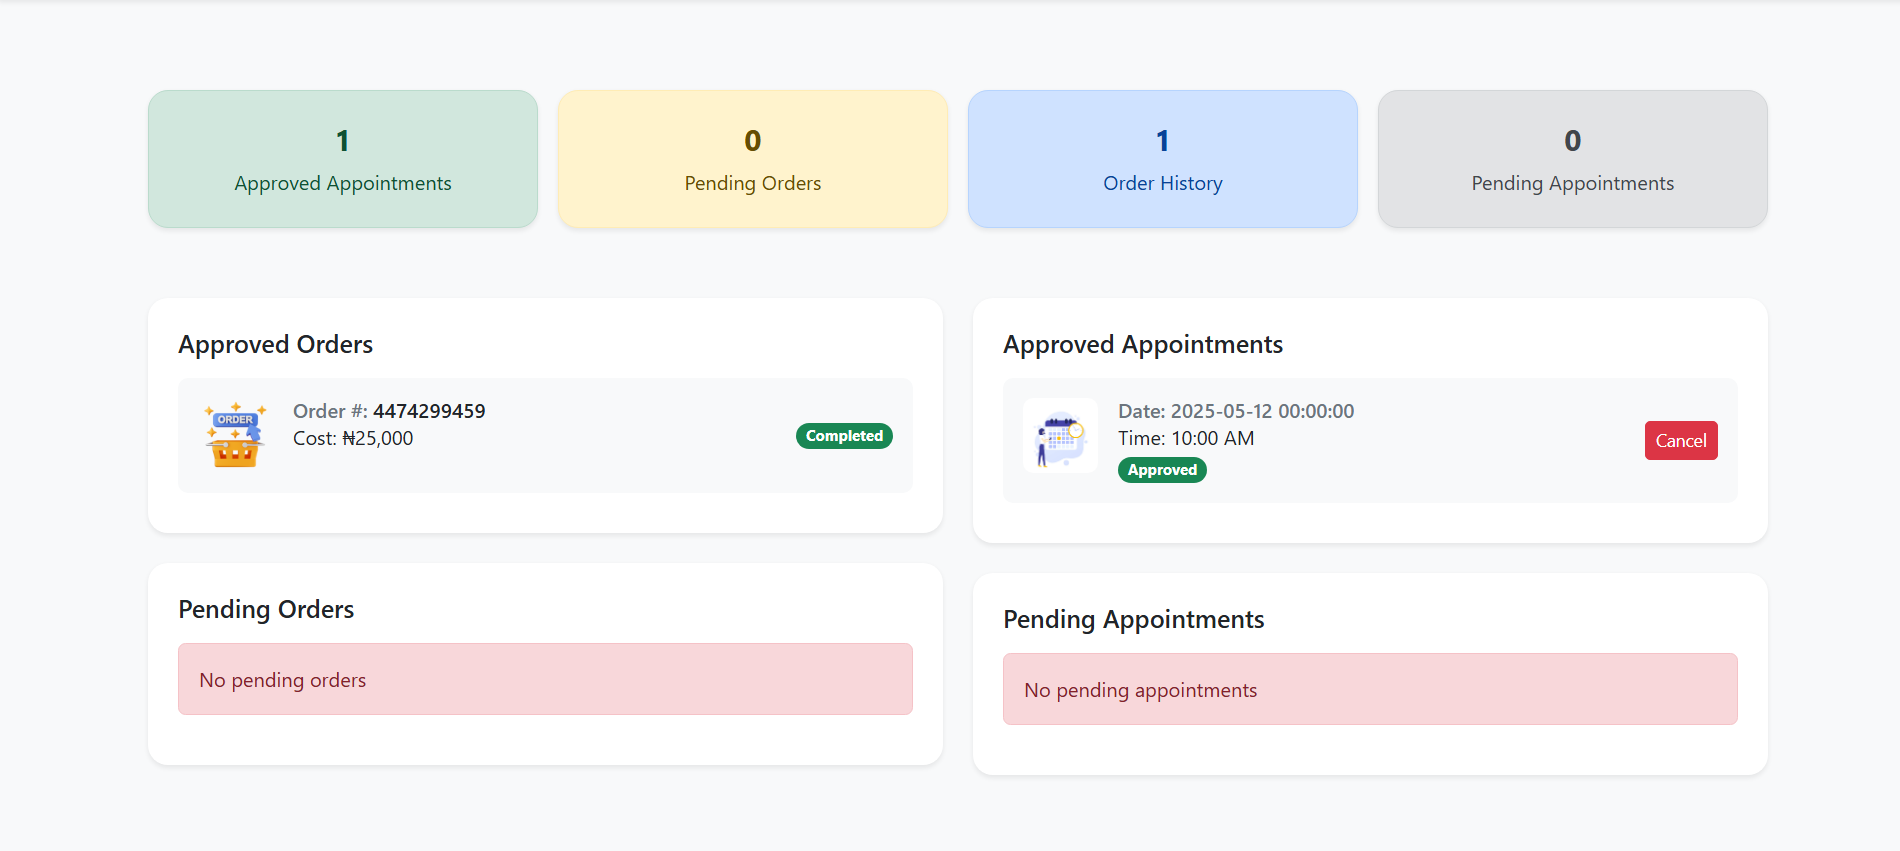 1
Approved Appointments
0
Pending Orders
1
Order History
0
Pending Appointments
Approved Orders
ORDER
Order #: 4474299459
Cost: ₦25,000
Completed
Approved Appointments
Date: 2025-05-12 00:00:00
Time: 10:00 AM
Approved
Cancel
Pending Orders
No pending orders
Pending Appointments
No pending appointments